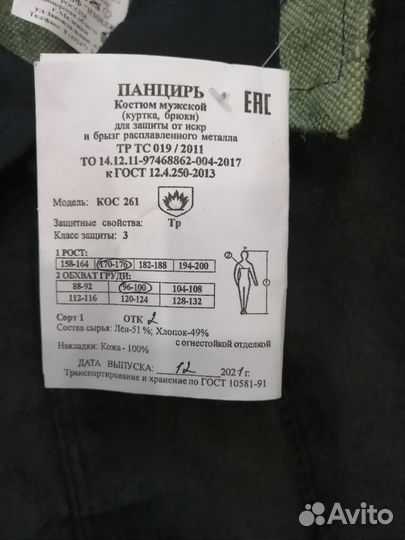 г. Москва
ПАНЦИРЬ
EAC
Костюм мужской
(куртка, брюки)
для защиты от искр
и брызг расплавленного металла
ТР ТС 019 / 2011
ТО 14.12.11-97468862-004-2017
к ГОСТ 12.4.250-2013
Модель: КОС 261
Защитные свойства: Тр
Класс защиты: 3
1 РОСТ:
158-164 170-176 182-188 194-200
2 ОБХВАТ ГРУДИ:
88-92 96-100 104-108
112-116 120-124 128-132
2
1
Сорт 1 ОТК 2
Состав сырья: Лён-51%; Хлопок-49%
с огнестойкой отделкой
Накладки: Кожа - 100%
ДАТА ВЫПУСКА: 12 2021 г.
Транспортирование и хранение по ГОСТ 10581-91
Avito